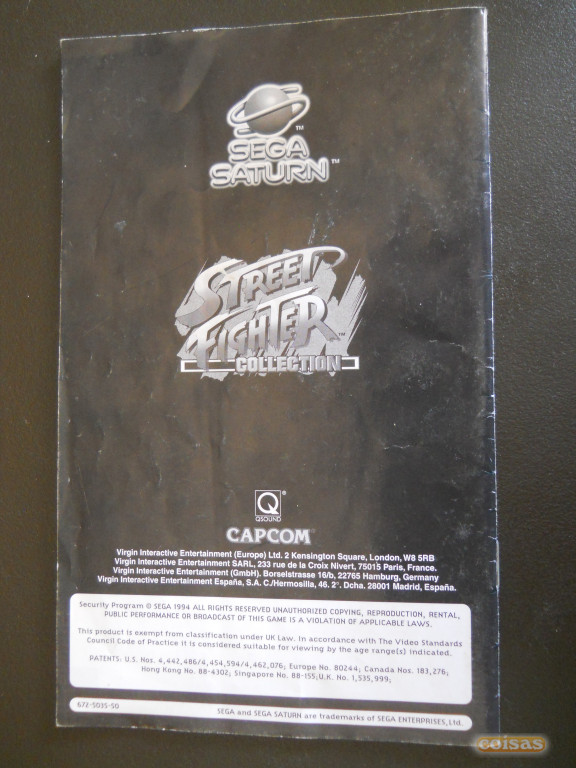 SEGA
SATURN™
STREET
FIGHTER™
COLLECTION
Q®
QSOUND
CAPCOM
Virgin Interactive Entertainment (Europe) Ltd. 2 Kensington Square, London, W8 5RB
Virgin Interactive Entertainment SARL, 233 rue de la Croix Nivert, 75015 Paris, France.
Virgin Interactive Entertainment (GmbH). Borselstrasse 16/b, 22765 Hamburg, Germany
Virgin Interactive Entertainment España, S.A. C./Hermosilla, 46. 2°. Dcha. 28001 Madrid, España.
Security Program © SEGA 1994 ALL RIGHTS RESERVED UNAUTHORIZED COPYING, REPRODUCTION, RENTAL,
PUBLIC PERFORMANCE OR BROADCAST OF THIS GAME IS A VIOLATION OF APPLICABLE LAWS.
This product is exempt from classification under UK Law. In accordance with The Video Standards
Council Code of Practice it is considered suitable for viewing by the age range(s) indicated.
PATENTS: U.S. Nos. 4,442,486/4,454,594/4,462,076; Europe No. 80244; Canada Nos. 183,276;
Hong Kong No. 88-4302; Singapore No. 88-155; U.K. No. 1,535,999;
672-5035-50
SEGA and SEGA SATURN are trademarks of SEGA ENTERPRISES, Ltd.
coisas